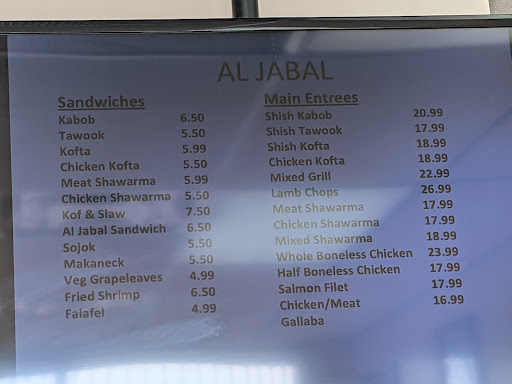 AL JABAL
Sandwiches
Kabob 6.50
Tawook 5.50
Kofta 5.99
Chicken Kofta 5.50
Meat Shawarma 5.99
Chicken Shawarma 5.50
Kof & Slaw 7.50
Al Jabal Sandwich 6.50
Sojok 5.50
Makaneck 5.50
Veg Grapeleaves 4.99
Fried Shrimp 6.50
Faiafel 4.99
Main Entrees
Shish Kabob 20.99
Shish Tawook 17.99
Shish Kofta 18.99
Chicken Kofta 18.99
Mixed Grill 22.99
Lamb Chops 26.99
Meat Shawarma 17.99
Chicken Shawarma 17.99
Mixed Shawarma 18.99
Whole Boneless Chicken 23.99
Half Boneless Chicken 17.99
Salmon Filet 17.99
Chicken/Meat 16.99
Gallaba